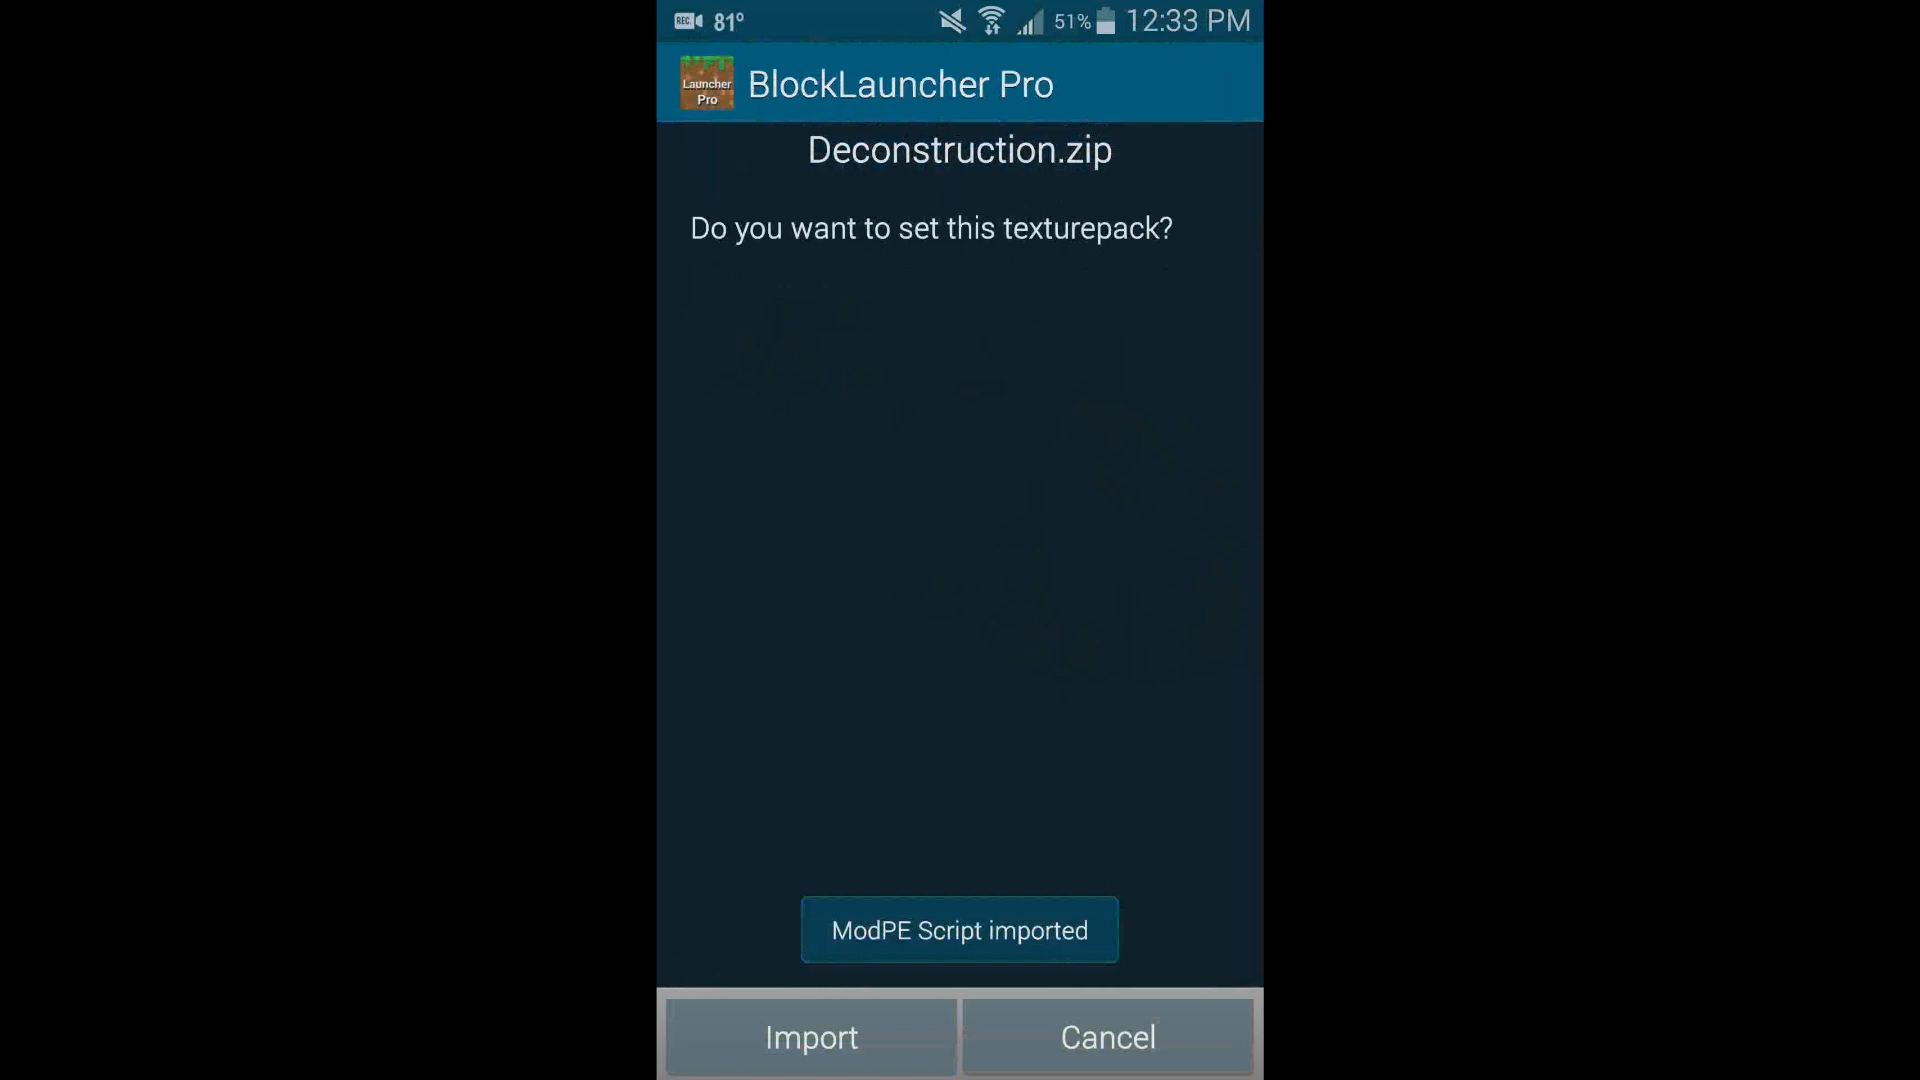 REC 81° 51% 12:33 PM
Launcher
Pro
BlockLauncher Pro
Deconstruction.zip
Do you want to set this texturepack?
ModPE Script imported
Import Cancel